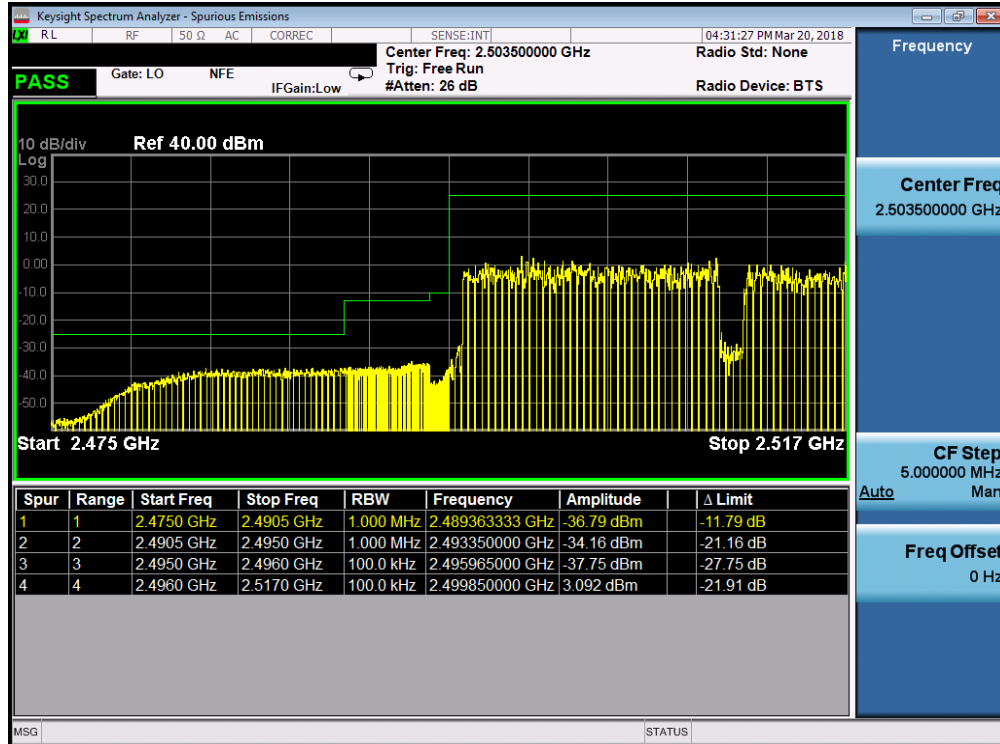 Keysight Spectrum Analyzer - Spurious Emissions
LXI RL RF 50 Ω AC CORREC SENSE:INT 04:31:27 PM Mar 20, 2018
Center Freq: 2.503500000 GHz Radio Std: None
Gate: LO NFE Trig: Free Run
PASS IFGain:Low #Atten: 26 dB Radio Device: BTS
10 dB/div Ref 40.00 dBm
Log
30.0
20.0
10.0
0.00
-10.0
-20.0
-30.0
-40.0
-50.0
Start 2.475 GHz Stop 2.517 GHz
Spur Range Start Freq Stop Freq RBW Frequency Amplitude Δ Limit
1 1 2.4750 GHz 2.4905 GHz 1.000 MHz 2.489363333 GHz -36.79 dBm -11.79 dB
2 2 2.4905 GHz 2.4950 GHz 1.000 MHz 2.493350000 GHz -34.16 dBm -21.16 dB
3 3 2.4950 GHz 2.4960 GHz 100.0 kHz 2.495965000 GHz -37.75 dBm -27.75 dB
4 4 2.4960 GHz 2.5170 GHz 100.0 kHz 2.499850000 GHz 3.092 dBm -21.91 dB
MSG STATUS
Frequency
Center Freq
2.503500000 GHz
CF Step
5.000000 MHz
Auto Man
Freq Offset
0 Hz